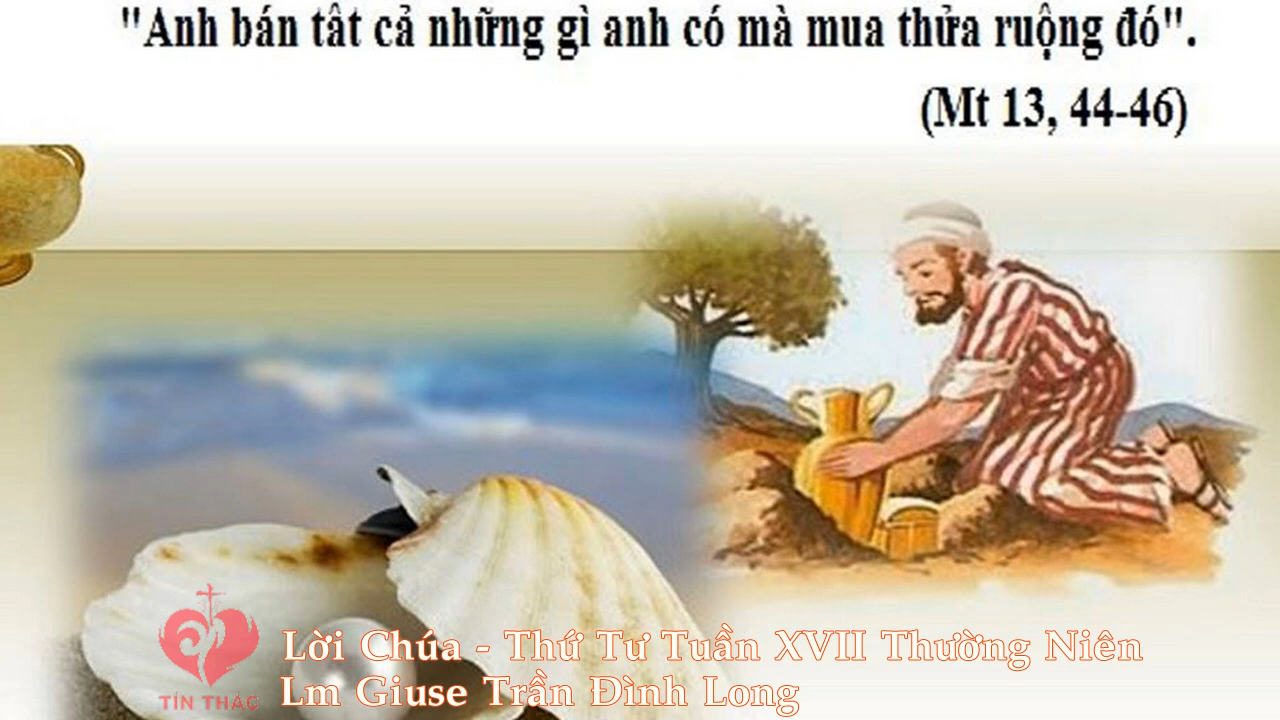 "Anh bán tât cả những gì anh có mà mua thửa ruộng đó".
(Mt 13, 44-46)
Lời Chúa - Thứ Tư Tuần XVII Thường Niên
Lm Giuse Trần Đình Long
TÍN THÁC